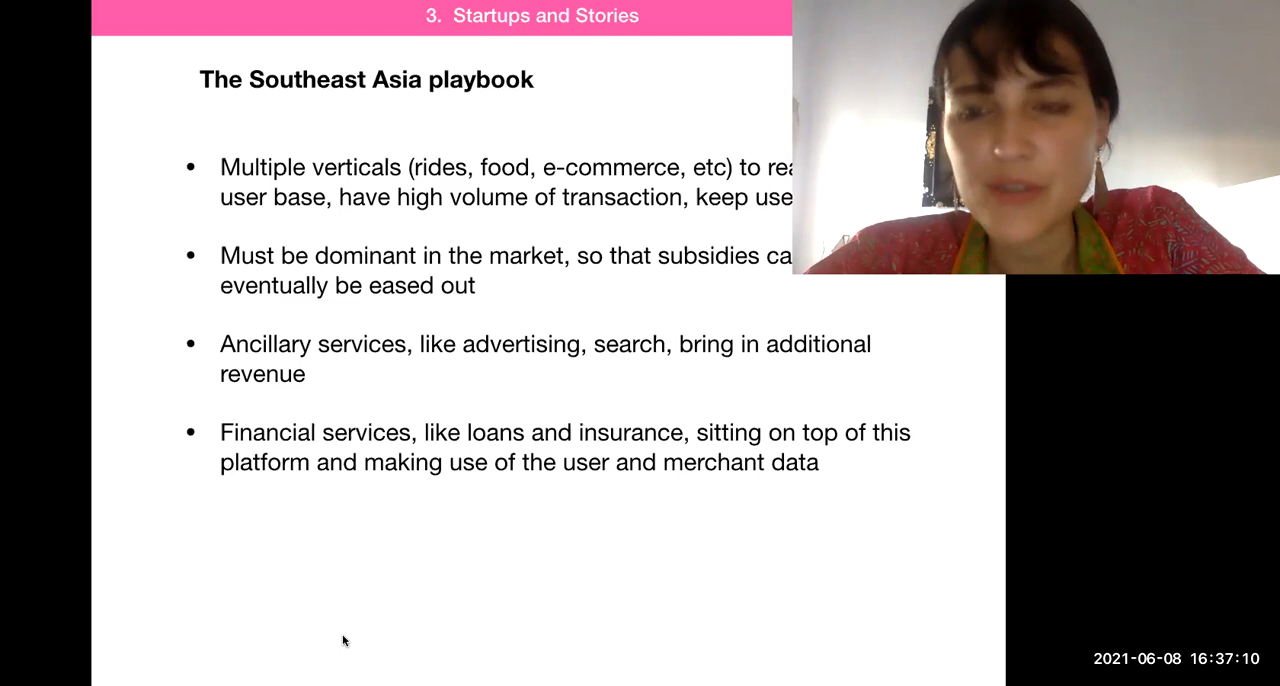 3. Startups and Stories
The Southeast Asia playbook
• Multiple verticals (rides, food, e-commerce, etc) to
user base, have high volume of transaction, keep
• Must be dominant in the market, so that subsidies
eventually be eased out
• Ancillary services, like advertising, search, bring in additional
revenue
• Financial services, like loans and insurance, sitting on top of this
platform and making use of the user and merchant data
2021-06-08 16:37:10